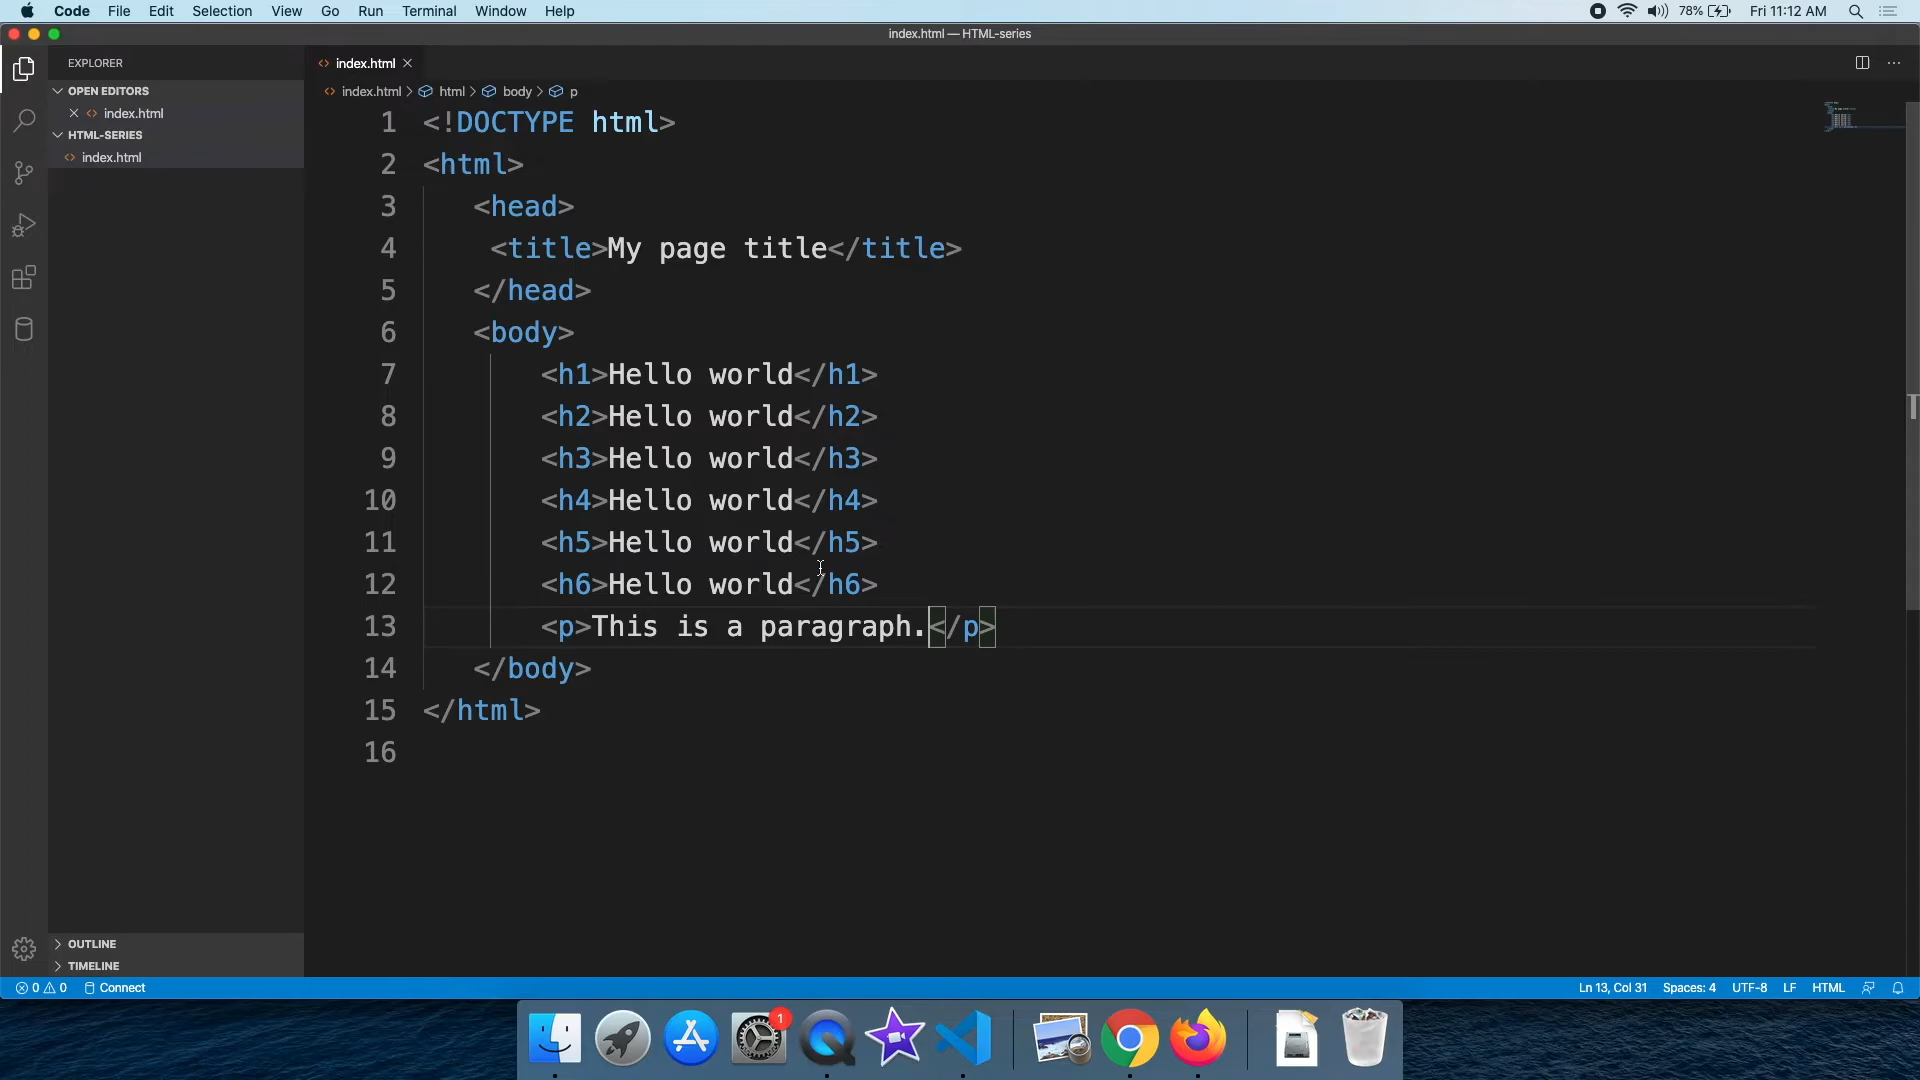 Code File Edit Selection View Go Run Terminal Window Help 78% Fri 11:12 AM
index.html — HTML-series
EXPLORER
index.html
OPEN EDITORS
index.html
HTML-SERIES
index.html
index.html > html > body > p
1 <!DOCTYPE html>
2 <html>
3 <head>
4 <title>My page title</title>
5 </head>
6 <body>
7 <h1>Hello world</h1>
8 <h2>Hello world</h2>
9 <h3>Hello world</h3>
10 <h4>Hello world</h4>
11 <h5>Hello world</h5>
12 <h6>Hello world</h6>
13 <p>This is a paragraph.</p>
14 </body>
15 </html>
16
OUTLINE
TIMELINE
0 0 Connect Ln 13, Col 31 Spaces: 4 UTF-8 LF HTML
1